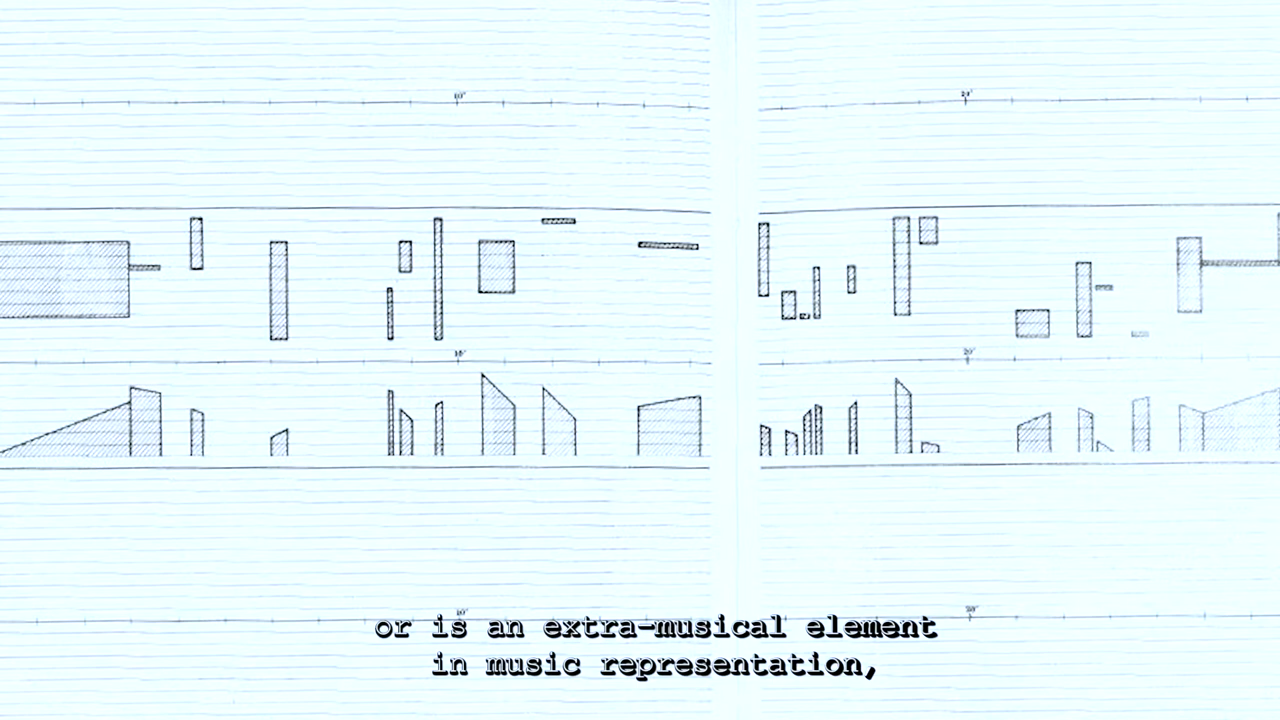 or is an extra-musical element
in music representation,